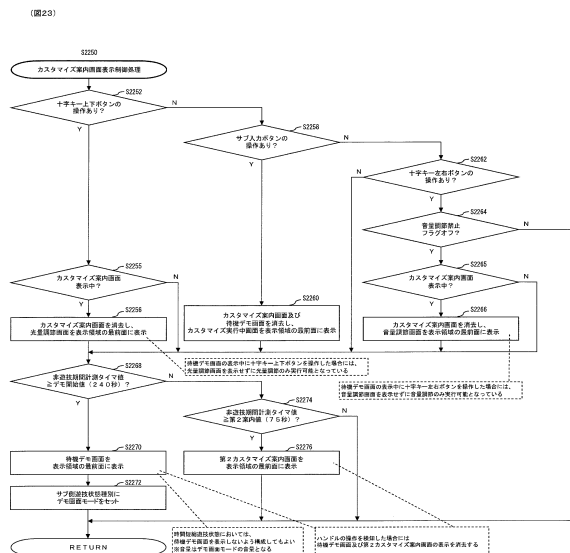 (図23)
S2250
カスタマイズ案内画面表示制御処理
S2252
十字キー上下ボタンの
操作あり？
N
Y
S2258
サブ入力ボタンの
操作あり？
N
Y
S2262
十字キー左右ボタンの
操作あり？
N
Y
S2264
音量調節禁止
フラグオフ？
N
Y
S2255
カスタマイズ案内画面
表示中？
N
Y
S2265
カスタマイズ案内画面
表示中？
N
Y
S2256
カスタマイズ案内画面を消去し、
光量調節画面を表示領域の最前面に表示
S2260
カスタマイズ案内画面及び
待機デモ画面を消去し、
カスタマイズ実行中画面を表示領域の最前面に表示
S2266
カスタマイズ案内画面を消去し、
音量調節画面を表示領域の最前面に表示
待機デモ画面の表示中に十字キー上下ボタンを操作した場合には、
光量調節画面を表示せずに光量調節のみ実行可能となっている
待機デモ画面の表示中に十字キー左右ボタンを操作した場合には、
音量調節画面を表示せずに音量調節のみ実行可能となっている
S2268
非遊技期間計測タイマ値
≧デモ開始値（240秒）？
N
Y
S2274
非遊技期間計測タイマ値
≧第2案内値（75秒）？
N
Y
S2270
待機デモ画面を
表示領域の最前面に表示
S2276
第2カスタマイズ案内画面を
表示領域の最前面に表示
S2272
サブ側遊技状態種別に
デモ画面モードをセット
時間短縮遊技状態においては、
待機デモ画面を表示しないよう構成してもよい
※音量はデモ画面モードの音量となる
ハンドルの操作を検知した場合には
待機デモ画面及び第2カスタマイズ案内画面の表示を消去する
RETURN